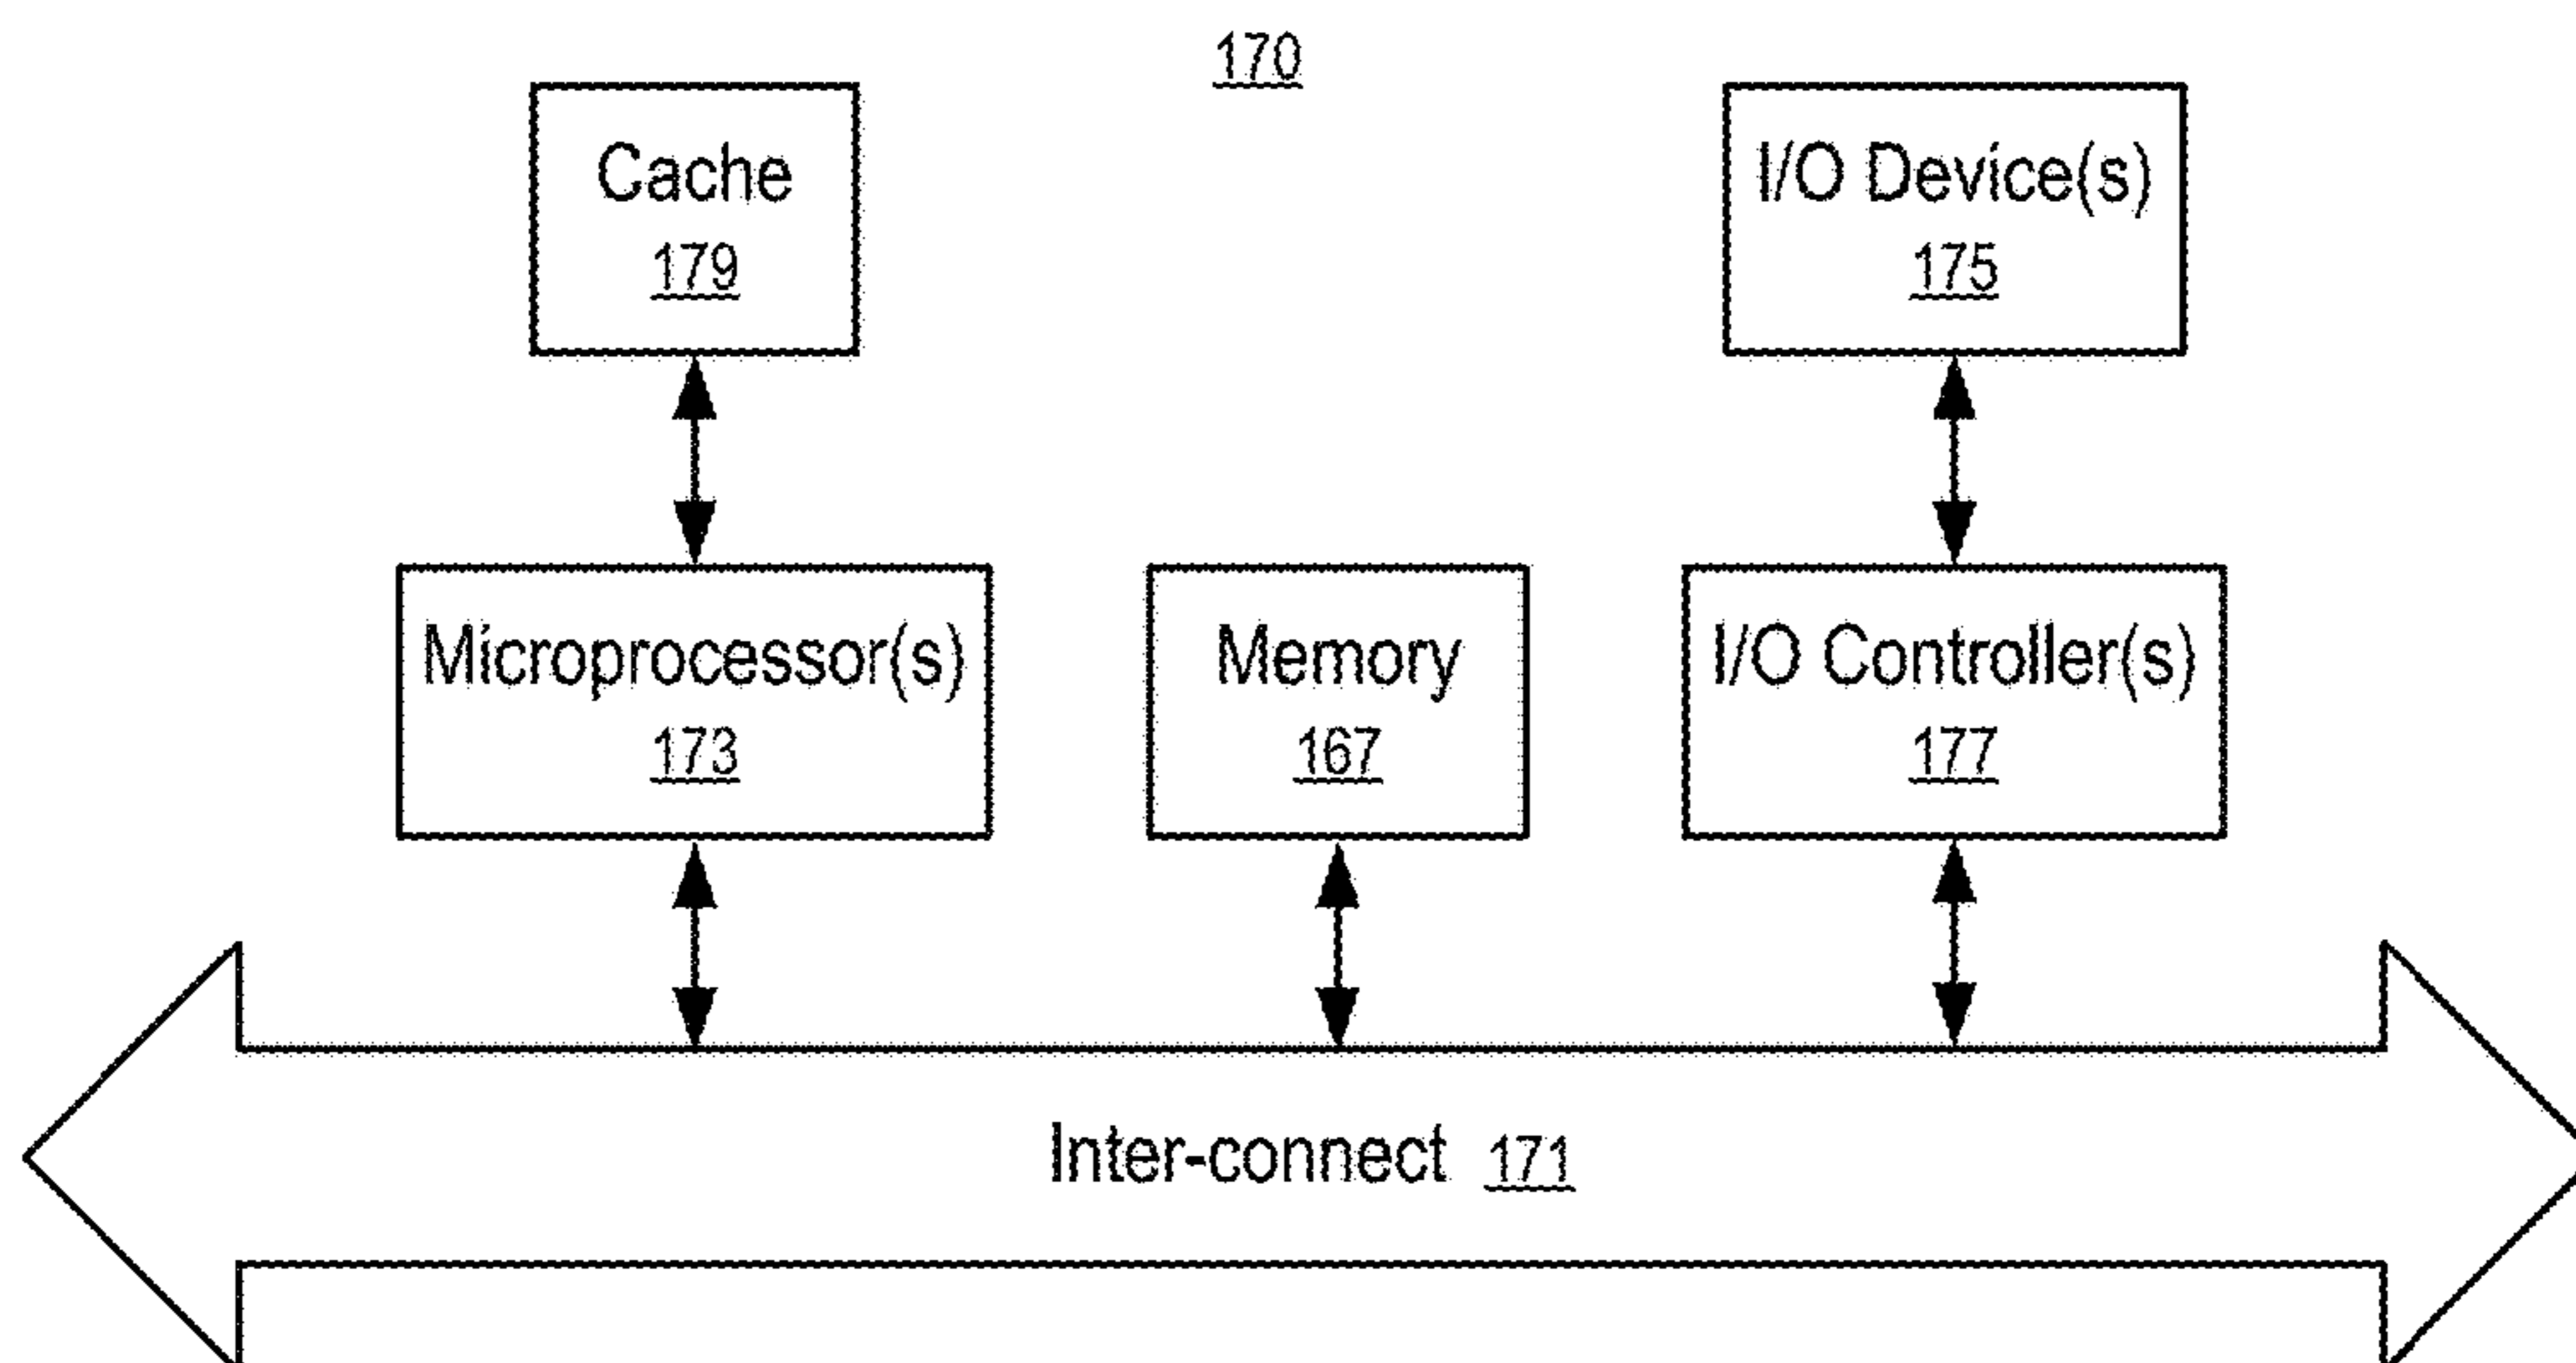 170
Cache
179
I/O Device(s)
175
Microprocessor(s)
173
Memory
167
I/O Controller(s)
177
Inter-connect 171